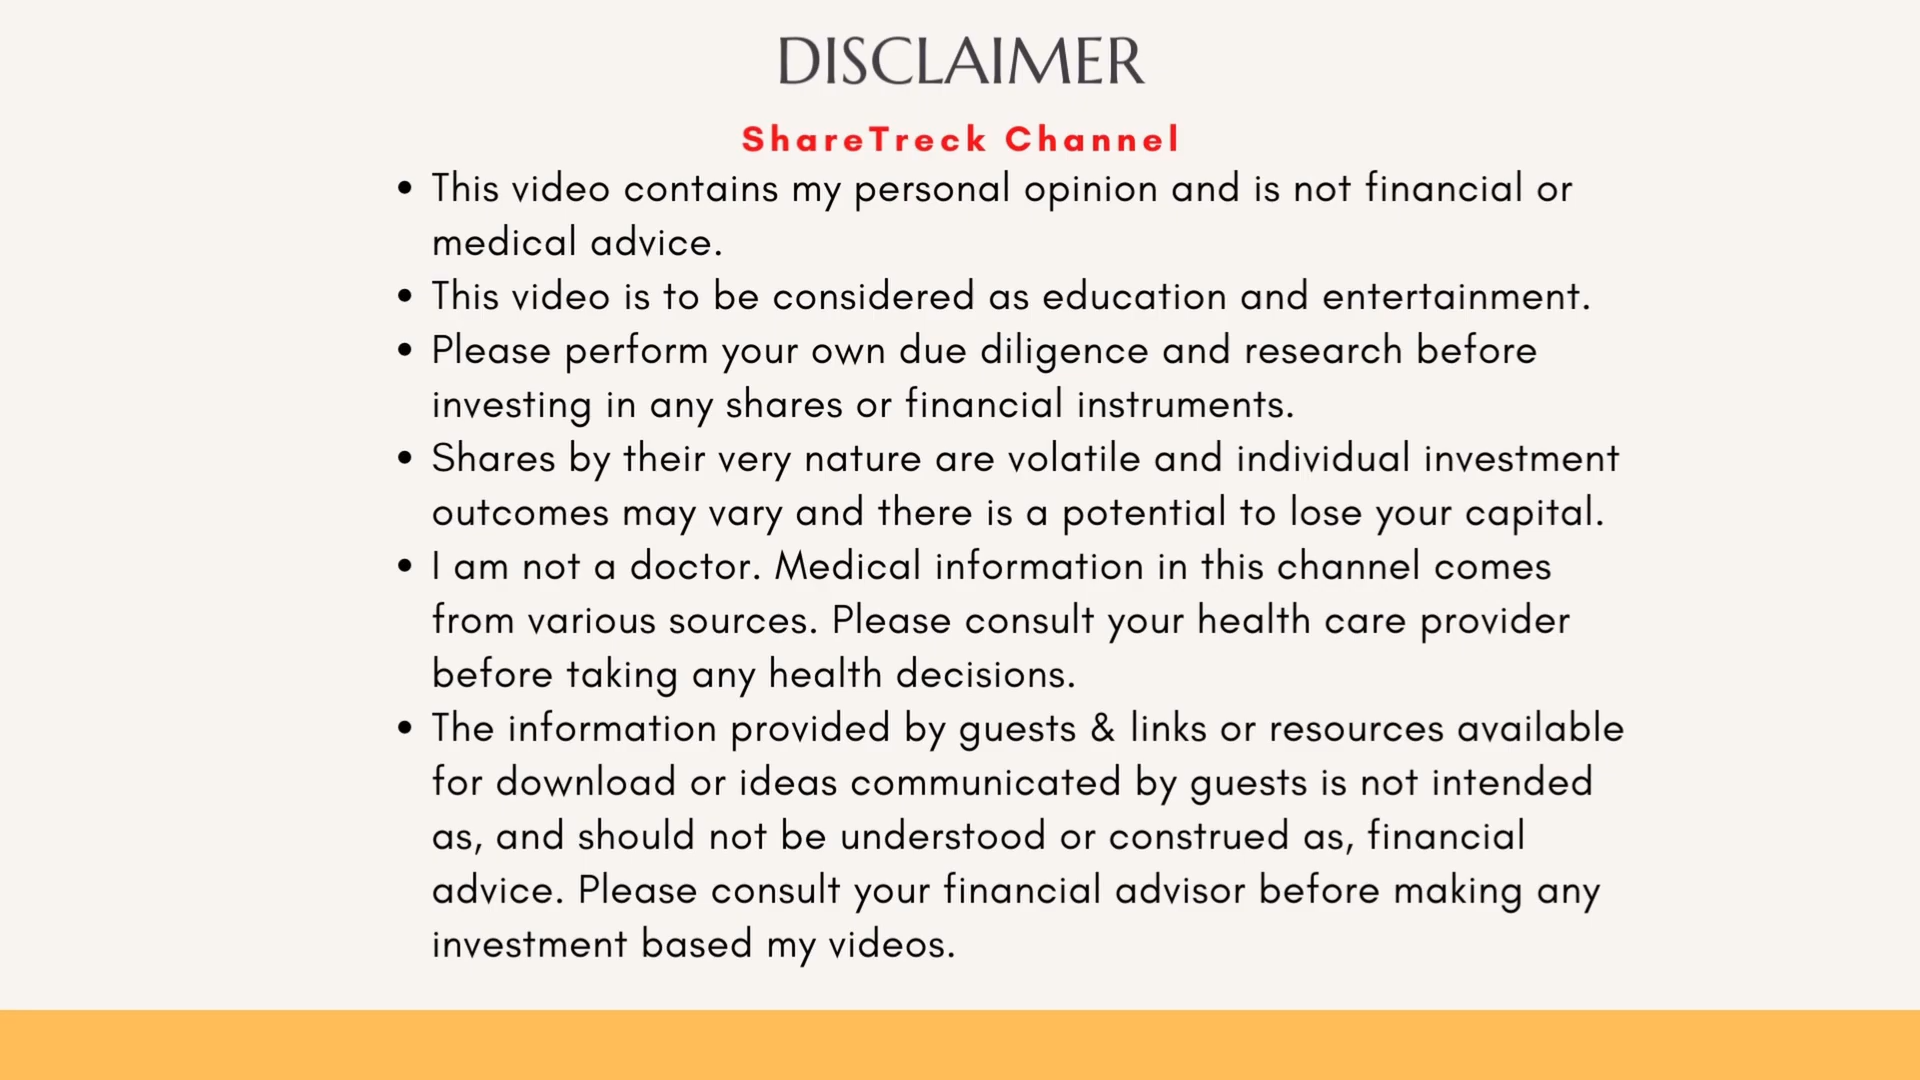 DISCLAIMER
ShareTreck Channel
• This video contains my personal opinion and is not financial or
medical advice.
• This video is to be considered as education and entertainment.
• Please perform your own due diligence and research before
investing in any shares or financial instruments.
• Shares by their very nature are volatile and individual investment
outcomes may vary and there is a potential to lose your capital.
• I am not a doctor. Medical information in this channel comes
from various sources. Please consult your health care provider
before taking any health decisions.
• The information provided by guests & links or resources available
for download or ideas communicated by guests is not intended
as, and should not be understood or construed as, financial
advice. Please consult your financial advisor before making any
investment based my videos.